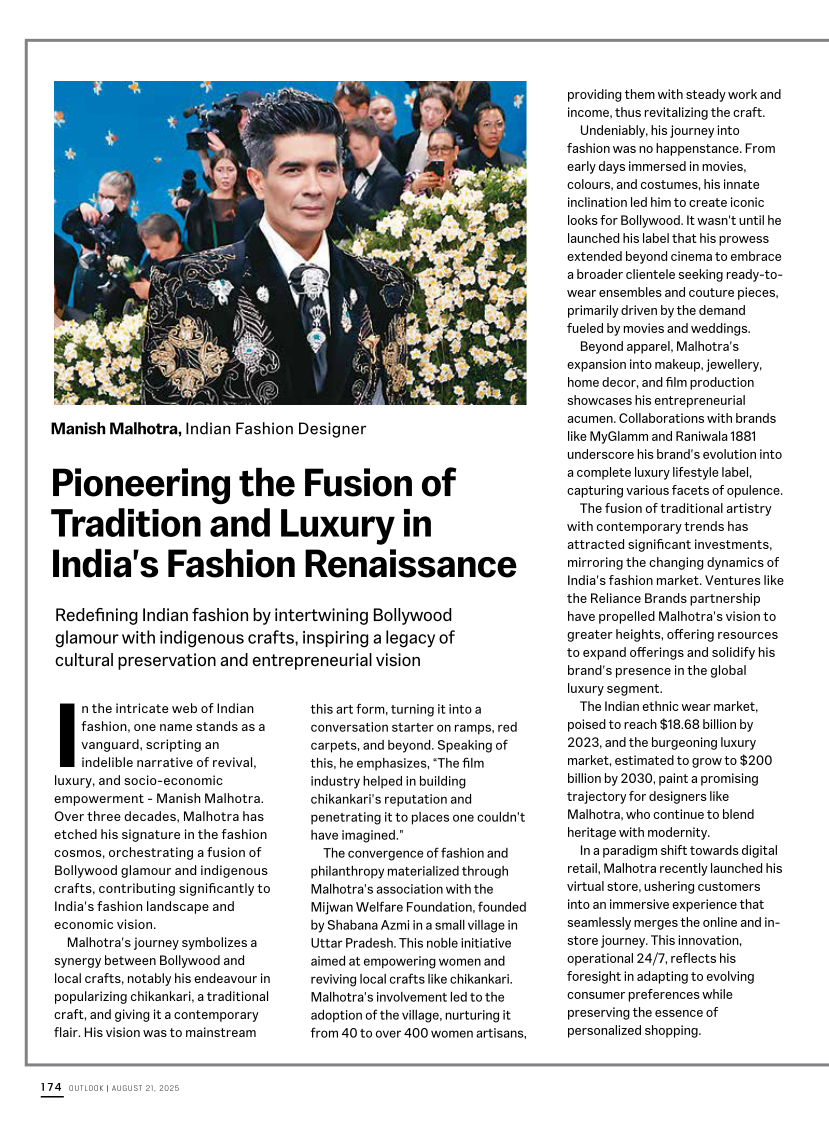 Manish Malhotra, Indian Fashion Designer
Pioneering the Fusion of
Tradition and Luxury in
India's Fashion Renaissance
Redefining Indian fashion by intertwining Bollywood
glamour with indigenous crafts, inspiring a legacy of
cultural preservation and entrepreneurial vision
In the intricate web of Indian
fashion, one name stands as a
vanguard, scripting an
indelible narrative of revival,
luxury, and socio-economic
empowerment - Manish Malhotra.
Over three decades, Malhotra has
etched his signature in the fashion
cosmos, orchestrating a fusion of
Bollywood glamour and indigenous
crafts, contributing significantly to
India's fashion landscape and
economic vision.
Malhotra's journey symbolizes a
synergy between Bollywood and
local crafts, notably his endeavour in
popularizing chikankari, a traditional
craft, and giving it a contemporary
flair. His vision was to mainstream
this art form, turning it into a
conversation starter on ramps, red
carpets, and beyond. Speaking of
this, he emphasizes, "The film
industry helped in building
chikankari's reputation and
penetrating it to places one couldn't
have imagined."
The convergence of fashion and
philanthropy materialized through
Malhotra's association with the
Mijwan Welfare Foundation, founded
by Shabana Azmi in a small village in
Uttar Pradesh. This noble initiative
aimed at empowering women and
reviving local crafts like chikankari.
Malhotra's involvement led to the
adoption of the village, nurturing it
from 40 to over 400 women artisans,
providing them with steady work and
income, thus revitalizing the craft.
Undeniably, his journey into
fashion was no happenstance. From
early days immersed in movies,
colours, and costumes, his innate
inclination led him to create iconic
looks for Bollywood. It wasn't until he
launched his label that his prowess
extended beyond cinema to embrace
a broader clientele seeking ready-to-
wear ensembles and couture pieces,
primarily driven by the demand
fueled by movies and weddings.
Beyond apparel, Malhotra's
expansion into makeup, jewellery,
home decor, and film production
showcases his entrepreneurial
acumen. Collaborations with brands
like MyGlamm and Raniwala 1881
underscore his brand's evolution into
a complete luxury lifestyle label,
capturing various facets of opulence.
The fusion of traditional artistry
with contemporary trends has
attracted significant investments,
mirroring the changing dynamics of
India's fashion market. Ventures like
the Reliance Brands partnership
have propelled Malhotra's vision to
greater heights, offering resources
to expand offerings and solidify his
brand's presence in the global
luxury segment.
The Indian ethnic wear market,
poised to reach $18.68 billion by
2023, and the burgeoning luxury
market, estimated to grow to $200
billion by 2030, paint a promising
trajectory for designers like
Malhotra, who continue to blend
heritage with modernity.
In a paradigm shift towards digital
retail, Malhotra recently launched his
virtual store, ushering customers
into an immersive experience that
seamlessly merges the online and in-
store journey. This innovation,
operational 24/7, reflects his
foresight in adapting to evolving
consumer preferences while
preserving the essence of
personalized shopping.
174 OUTLOOK | AUGUST 21, 2025